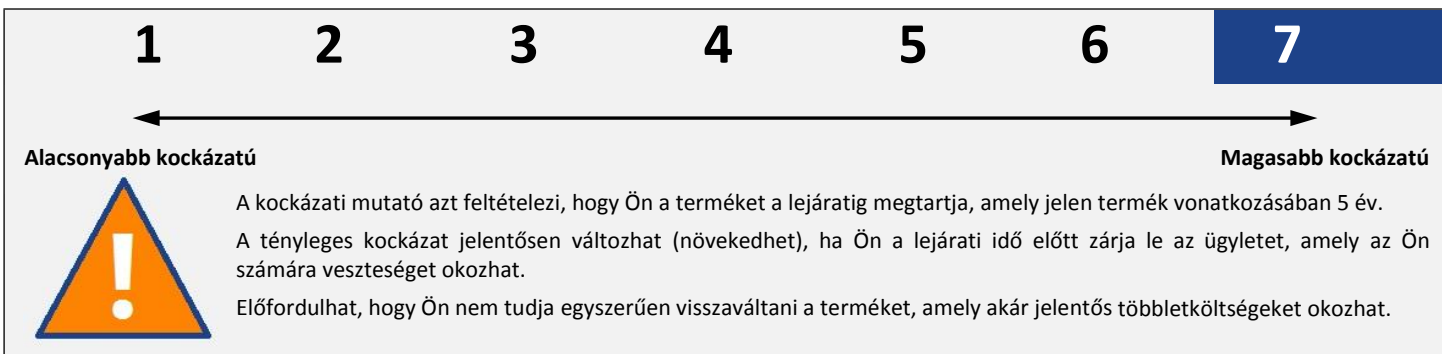 1 2 3 4 5 6 7
Alacsonyabb kockázatú Magasabb kockázatú
A kockázati mutató azt feltételezi, hogy Ön a terméket a lejáratig megtartja, amely jelen termék vonatkozásában 5 év.
A tényleges kockázat jelentősen változhat (növekedhet), ha Ön a lejárati idő előtt zárja le az ügyletet, amely az Ön
számára veszteséget okozhat.
Előfordulhat, hogy Ön nem tudja egyszerűen visszaváltani a terméket, amely akár jelentős többletköltségeket okozhat.